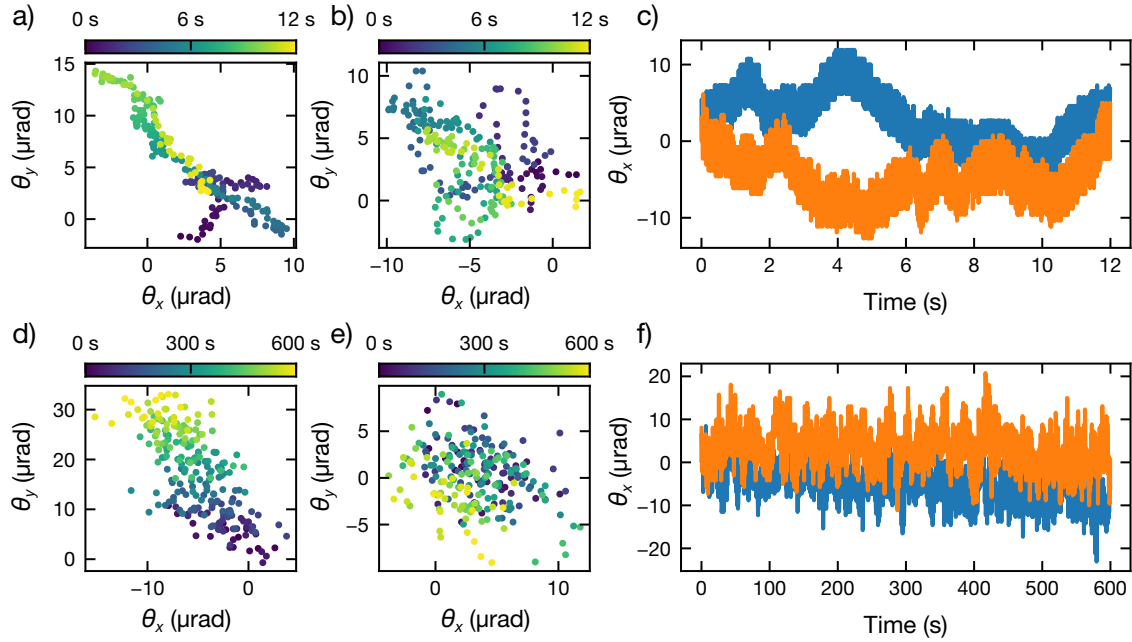 a)
0 s 6 s 12 s
15
10
5
0
θy (µrad)
0 5 10
θx (µrad)
b)
0 s 6 s 12 s
10
5
0
θy (µrad)
−10 −5 0
θx (µrad)
c)
10
0
−10
θx (µrad)
0 2 4 6 8 10 12
Time (s)
d)
0 s 300 s 600 s
30
20
10
0
θy (µrad)
−10 0
θx (µrad)
e)
0 s 300 s 600 s
5
0
−5
θy (µrad)
0 5 10
θx (µrad)
f)
20
10
0
−10
−20
θx (µrad)
0 100 200 300 400 500 600
Time (s)